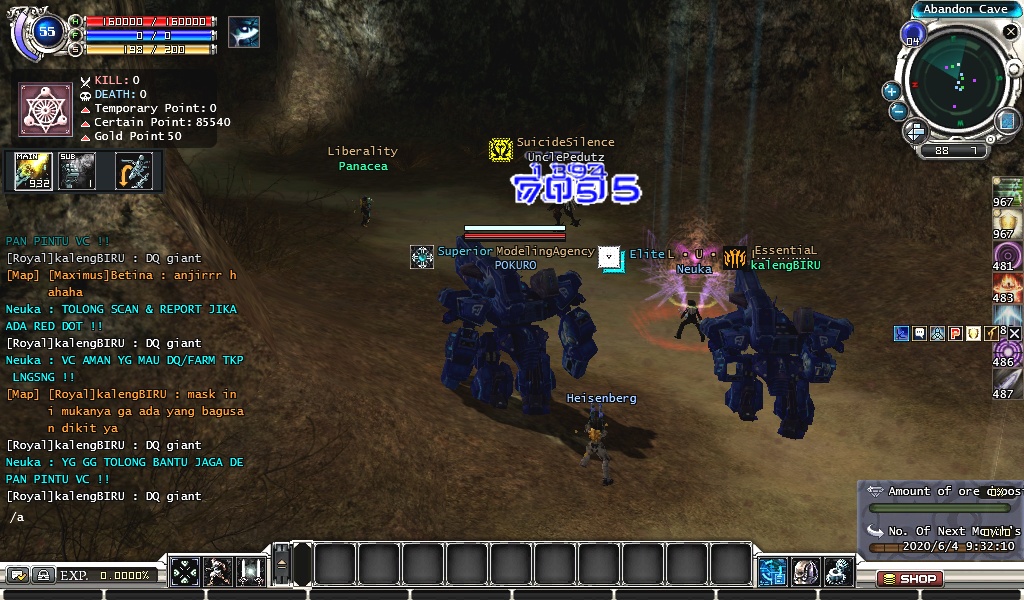 55
H 160000 / 160000
F 0 / 0
S 198 / 200
KILL: 0
DEATH: 0
Temporary Point: 0
Certain Point: 85540
Gold Point 50
MAIN
932
SUB
1
Abandon Cave
04
88 7
Liberality
Panacea
SuicideSilence
UnclePedutz
1394
7055
Superior ModelingAgency
POKURO
Elite L • U •
Neuka
EssentiaL
kalengBIRU
Heisenberg
967
967
481
483
486
487
PAN PINTU VC !!
[Royal]kalengBIRU : DQ giant
[Map] [Maximus]Betina : anjirrr h
ahaha
Neuka : TOLONG SCAN & REPORT JIKA
ADA RED DOT !!
[Royal]kalengBIRU : DQ giant
Neuka : VC AMAN YG MAU DQ/FARM TKP
LNGSNG !!
[Map] [Royal]kalengBIRU : mask in
i mukanya ga ada yang bagusa
n dikit ya
[Royal]kalengBIRU : DQ giant
Neuka : YG GG TOLONG BANTU JAGA DE
PAN PINTU VC !!
[Royal]kalengBIRU : DQ giant
/a
Amount of ore
No. Of Next
2020/6/4 9:32:10
EXP. 0.0000%
SHOP